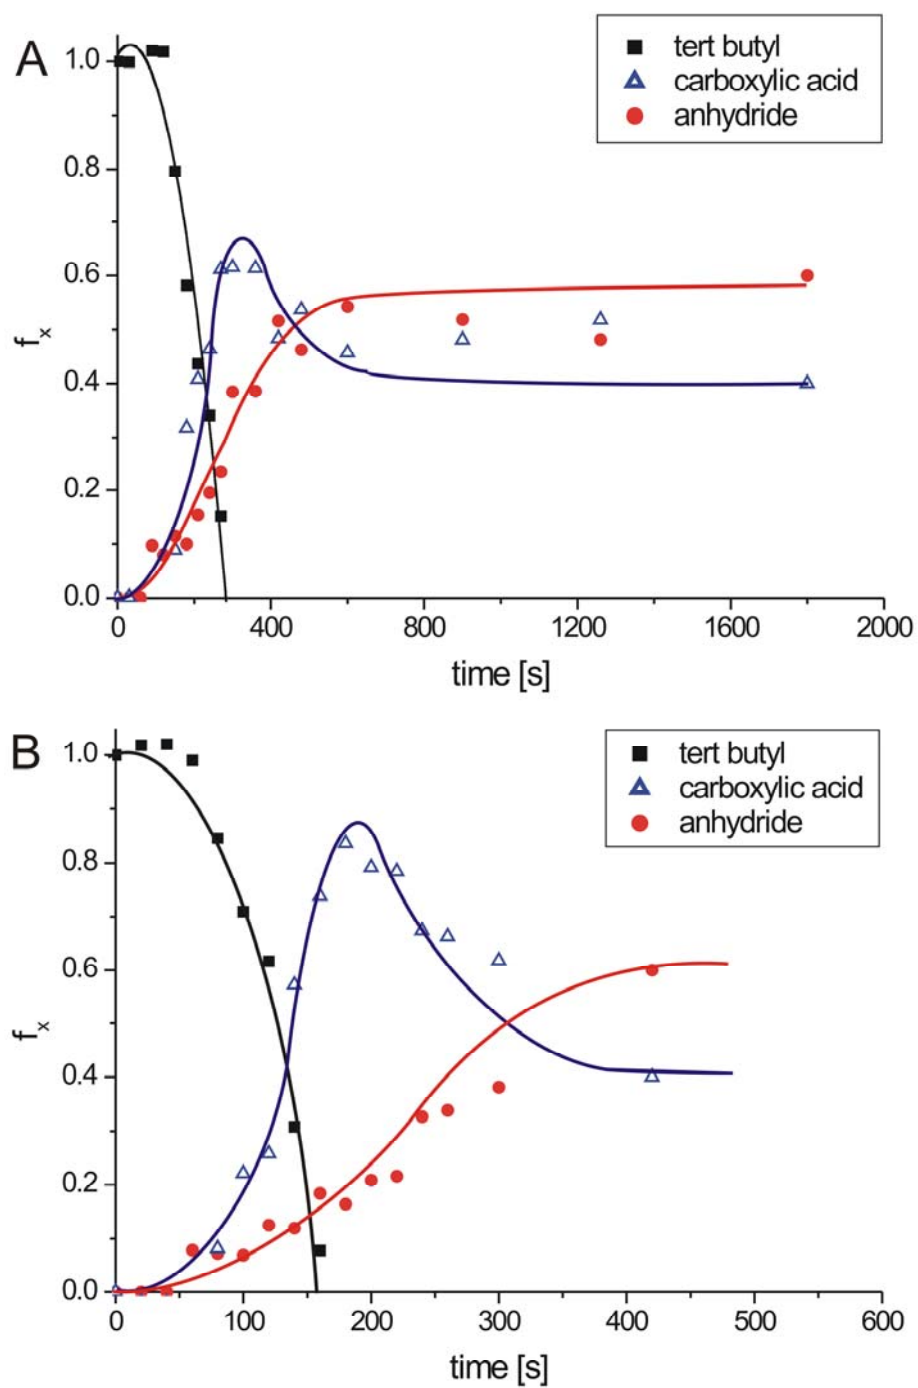 A
tert butyl
carboxylic acid
anhydride
1.0
0.8
0.6
0.4
0.2
0.0
fx
0 400 800 1200 1600 2000
time [s]
B
tert butyl
carboxylic acid
anhydride
1.0
0.8
0.6
0.4
0.2
0.0
fx
0 100 200 300 400 500 600
time [s]